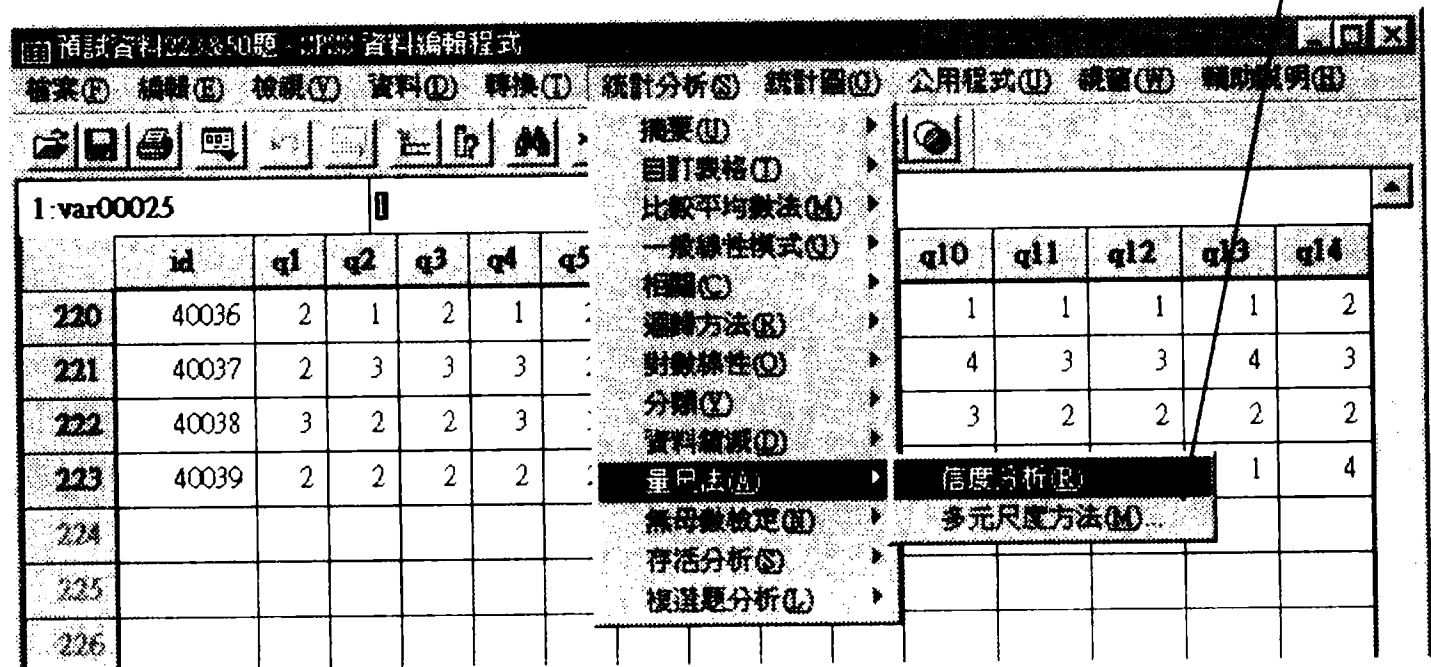 預試資料223&50題 - SPSS 資料編輯程式
檔案(F) 編輯(E) 檢視(V) 資料(D) 轉換(T) 統計分析(S) 統計圖(G) 公用程式(U) 視窗(W) 輔助說明(H)
1:var00025 1
摘要(U)
自訂表格(T)
比較平均數法(M)
一般線性模式(G)
相關(C)
迴歸方法(R)
對數線性(O)
分類(Y)
資料縮減(D)
量尺法(A)
無母數檢定(N)
存活分析(S)
複選題分析(L)
信度分析(R)
多元尺度方法(M)...
id q1 q2 q3 q4 q5 q10 q11 q12 q13 q14
220 40036 2 1 2 1 1 1 1 1 2
221 40037 2 3 3 3 4 3 3 4 3
222 40038 3 2 2 3 3 2 2 2 2
223 40039 2 2 2 2 1 4
224
225
226